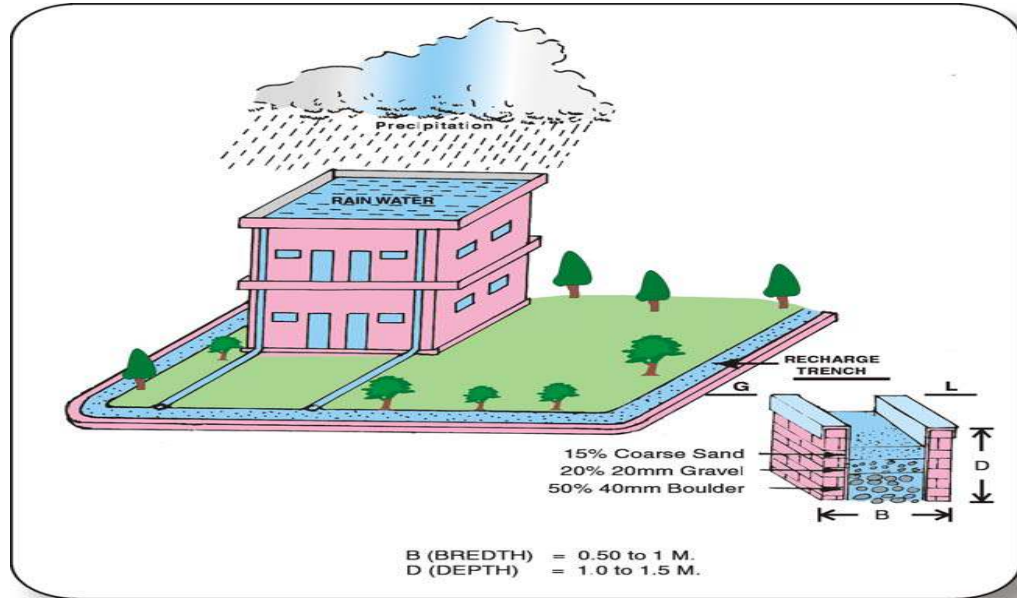 Precipitation
RAIN WATER
RECHARGE
TRENCH
G L
15% Coarse Sand
20% 20mm Gravel
50% 40mm Boulder
D
B
B (BREDTH) = 0.50 to 1 M.
D (DEPTH) = 1.0 to 1.5 M.